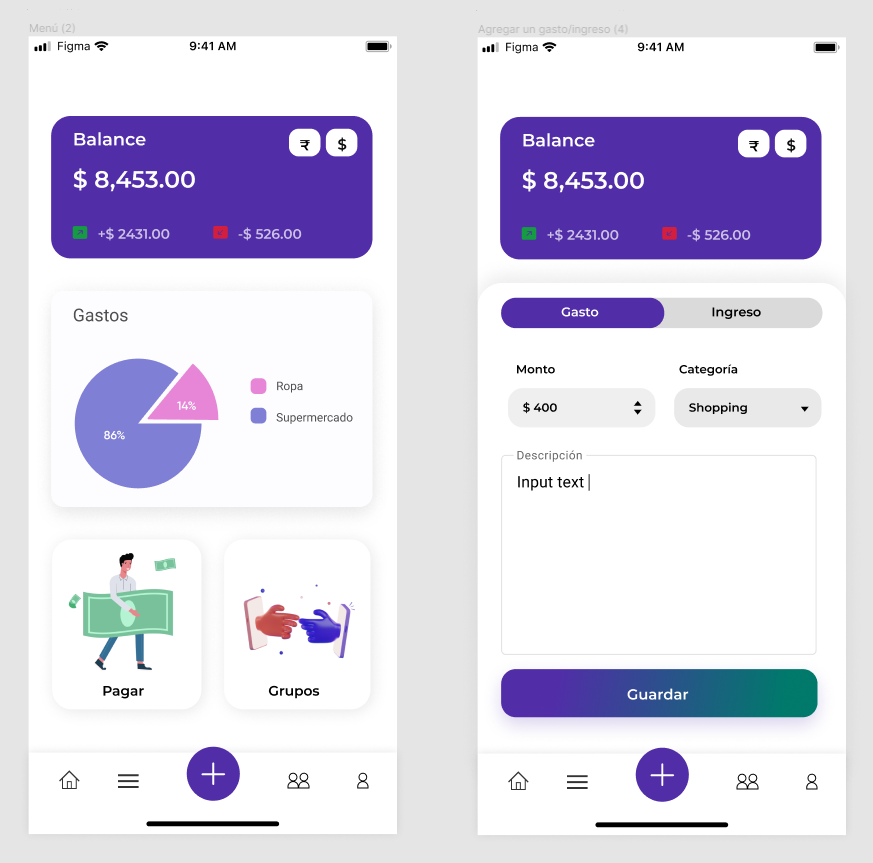 Menú (2)
Figma 9:41 AM
Balance
₹ $
$ 8,453.00
+$ 2431.00 -$ 526.00
Gastos
14%
86%
Ropa
Supermercado
Pagar
Grupos
Agregar un gasto/ingreso (4)
Figma 9:41 AM
Balance
₹ $
$ 8,453.00
+$ 2431.00 -$ 526.00
Gasto Ingreso
Monto Categoría
$ 400 Shopping
Descripción
Input text
Guardar